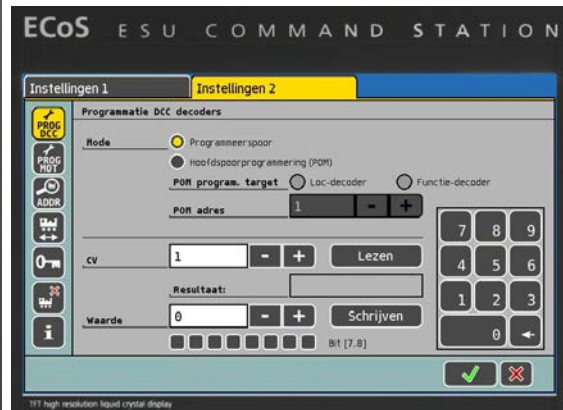 ECoS ESU COMMAND STATION
Instellingen 1 Instellingen 2
Programmatie DCC decoders
PROG DCC
PROG MOT
ADDR
Mode Programmeerspoor
Hoofdspoorprogrammering (POM)
POM program. target Loc-decoder Functie-decoder
POM adres 1 - +
CV 1 - + Lezen
Resultaat:
Waarde 0 - + Schrijven
Bit [7..0]
7 8 9
4 5 6
1 2 3
0
TFT high resolution liquid crystal display